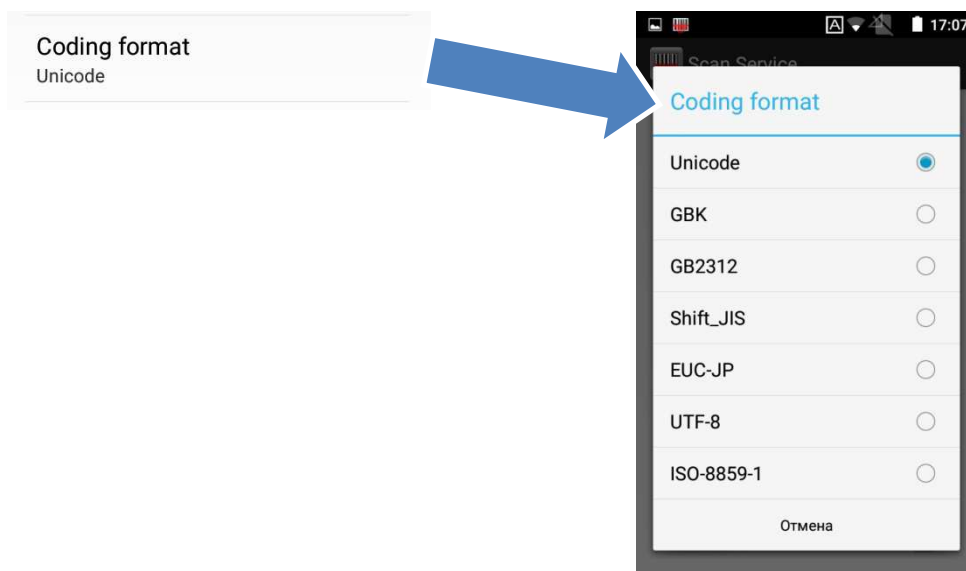 Coding format
Unicode
A
17:07
Scan Service
Coding format
Unicode
GBK
GB2312
Shift_JIS
EUC-JP
UTF-8
ISO-8859-1
Отмена